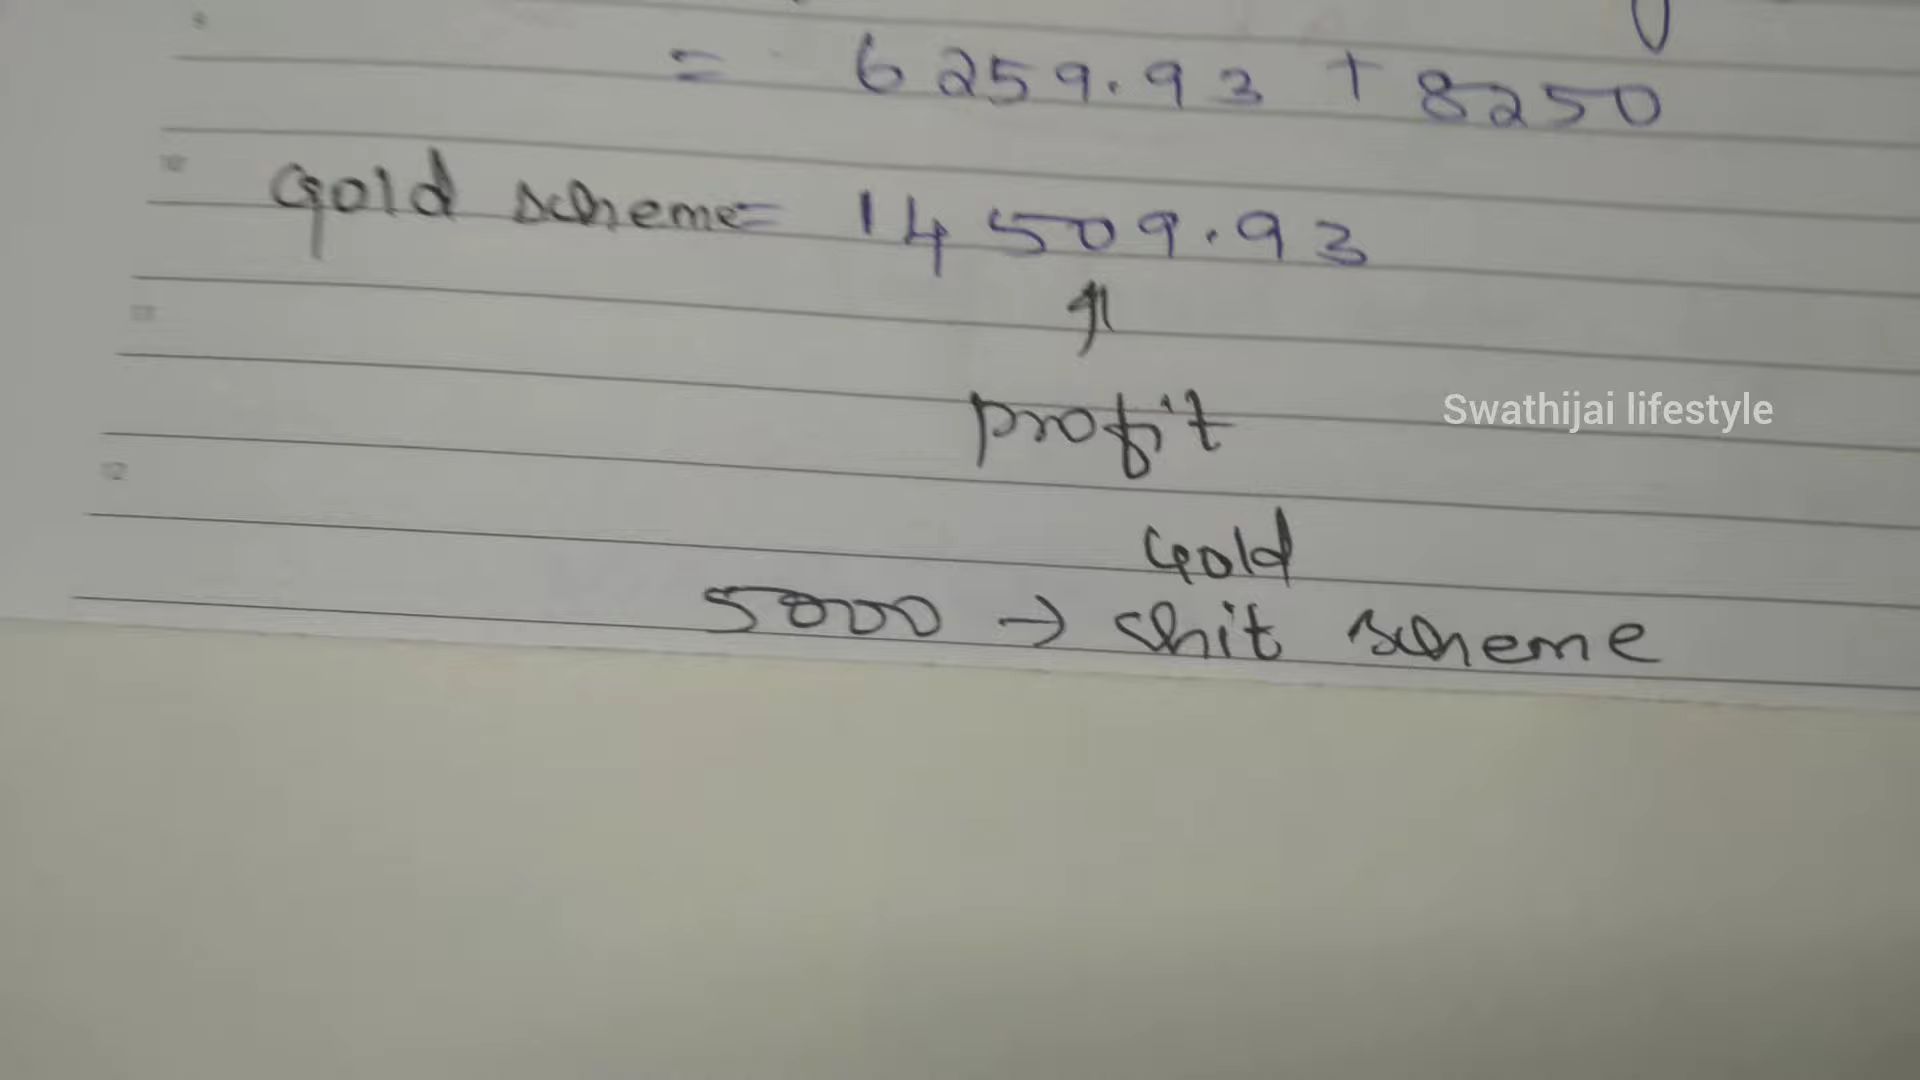 = 6259.93 + 8250
Gold scheme = 14509.93
profit
Swathijai lifestyle
Gold
5000 → chit scheme